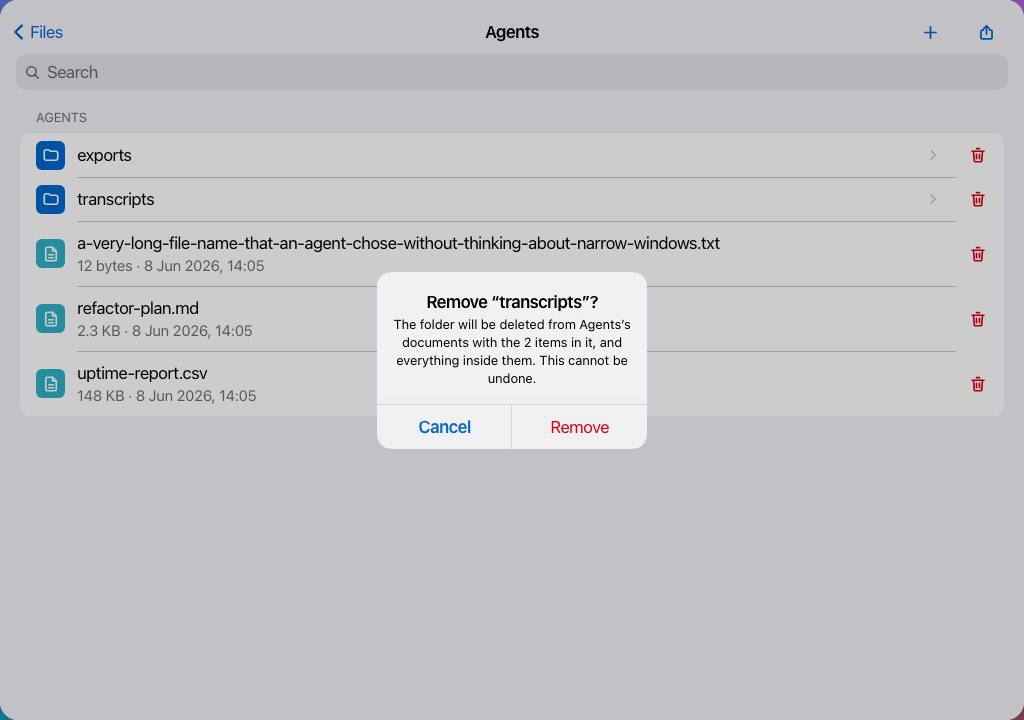 Files
Agents
Search
AGENTS
exports
transcripts
a-very-long-file-name-that-an-agent-chose-without-thinking-about-narrow-windows.txt
12 bytes · 8 Jun 2026, 14:05
refactor-plan.md
2.3 KB · 8 Jun 2026, 14:05
uptime-report.csv
148 KB · 8 Jun 2026, 14:05
Remove “transcripts”?
The folder will be deleted from Agents’s
documents with the 2 items in it, and
everything inside them. This cannot be
undone.
Cancel
Remove